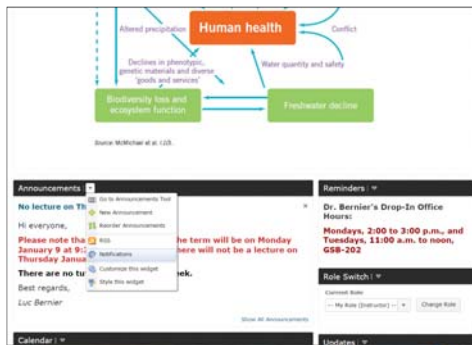 Altered precipitation
Human health
Conflict
Declines in phenotypic,
genetic materials and diverse
'goods and services'
Water quantity and safety
Biodiversity loss and
ecosystem function
Freshwater decline
Source: McMichael et al.
Announcements
No lecture on Th
Hi everyone,
Please note tha
the term will be on Monday
January 9 at 9:
here will not be a lecture on
Thursday Janua
There are no tu
eek.
Best regards,
Luc Bernier
Go to Announcements Tool
New Announcement
Reorder Announcements
RSS
Notifications
Customize this widget
Style this widget
Show All Announcements
Calendar
Reminders
Dr. Bernier's Drop-In Office
Hours:
Mondays, 2:00 to 3:00 p.m., and
Tuesdays, 11:00 a.m. to noon,
GSB-202
Role Switch
Current Role
-- My Role (Instructor) --
Change Role
Updates